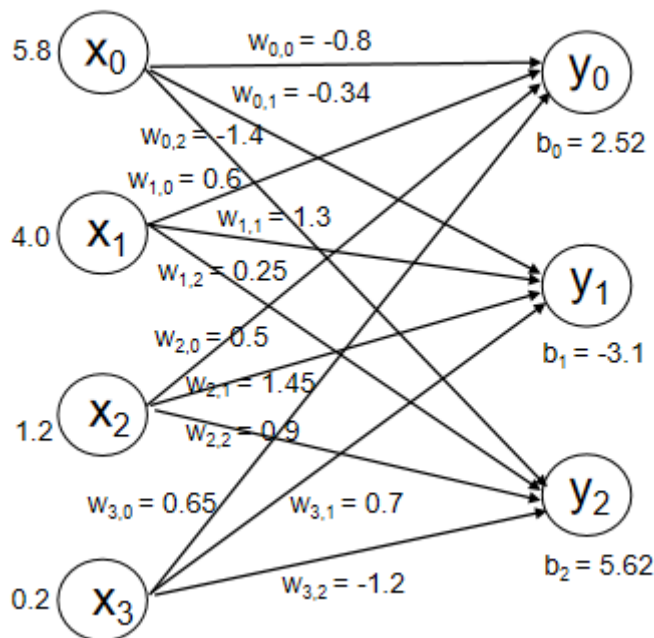 5.8
x₀
w₀,₀ = -0.8
y₀
w₀,₁ = -0.34
w₀,₂ = -1.4
b₀ = 2.52
w₁,₀ = 0.6
4.0
x₁
w₁,₁ = 1.3
w₁,₂ = 0.25
y₁
w₂,₀ = 0.5
b₁ = -3.1
w₂,₁ = 1.45
1.2
x₂
w₂,₂ = 0.9
w₃,₀ = 0.65
w₃,₁ = 0.7
y₂
b₂ = 5.62
w₃,₂ = -1.2
0.2
x₃